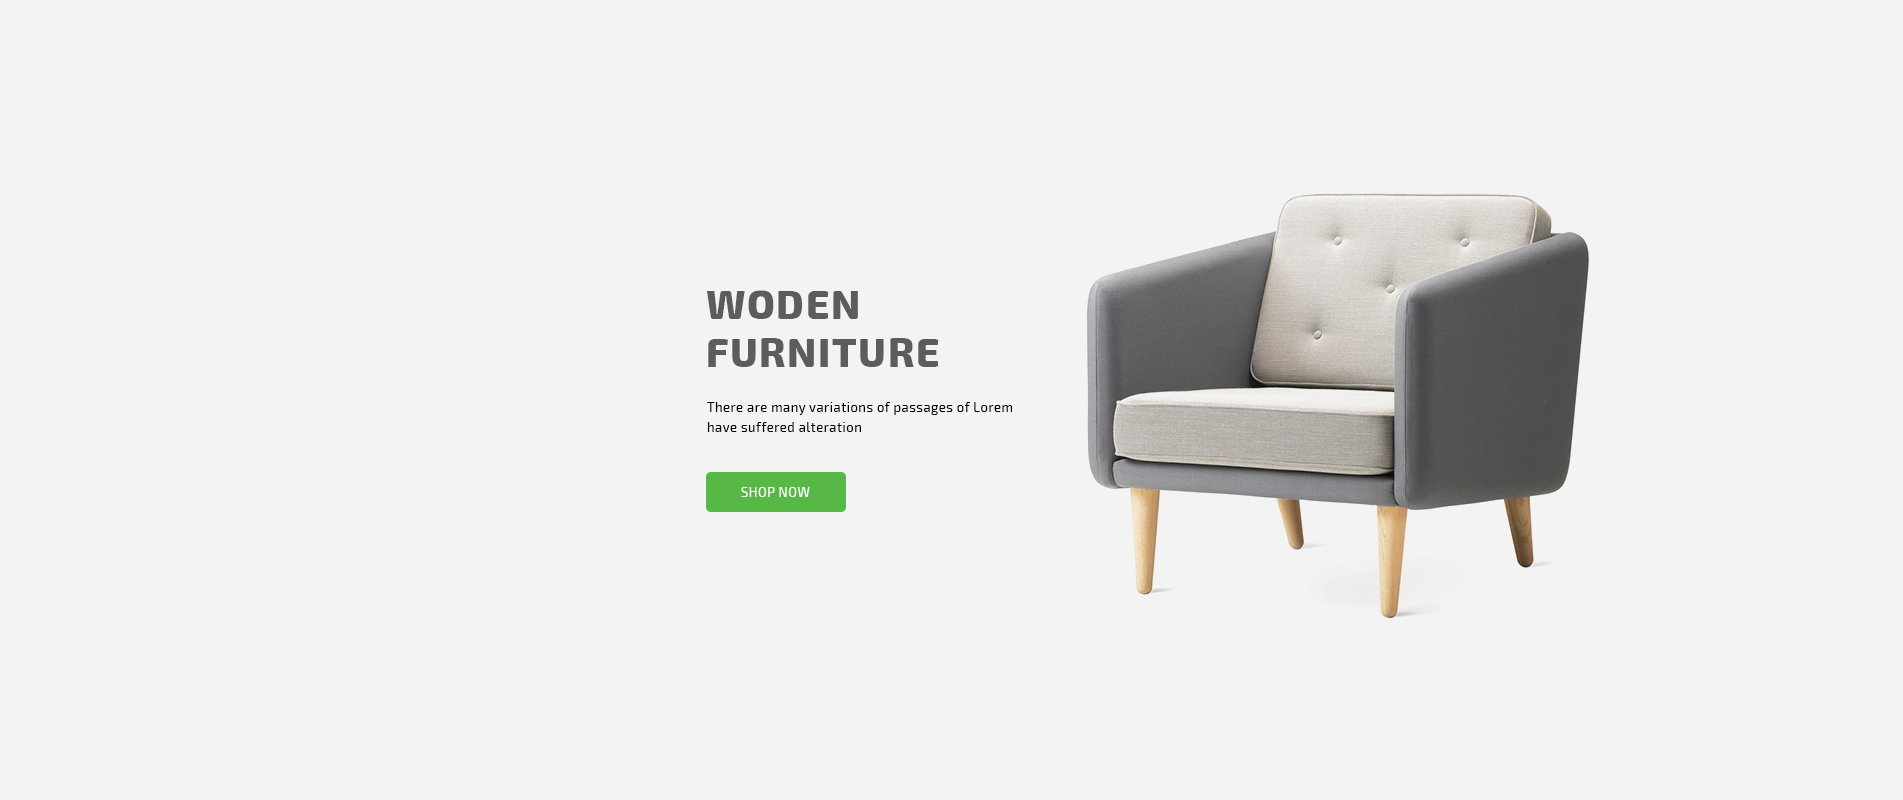 WODEN
FURNITURE
There are many variations of passages of Lorem
have suffered alteration
SHOP NOW